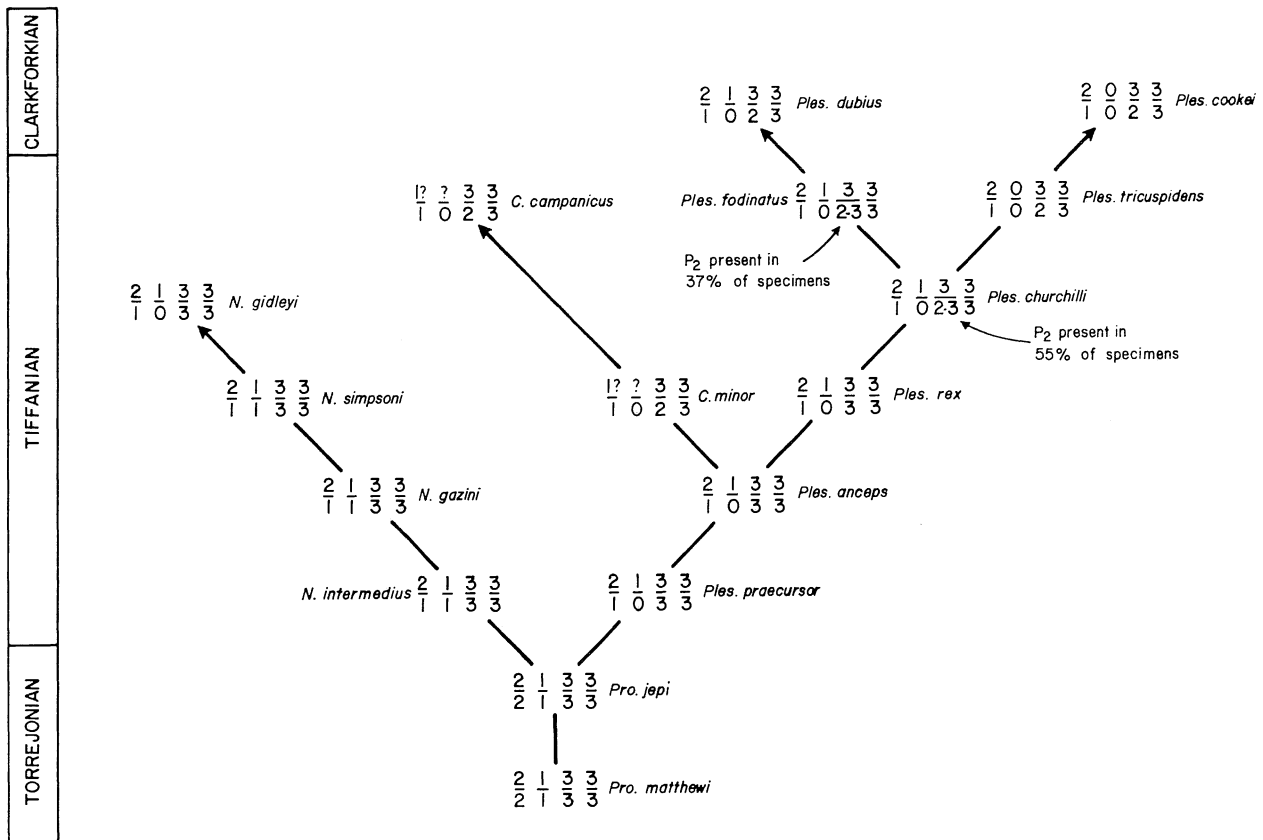 CLARKFORKIAN
TIFFANIAN
TORREJONIAN
2 1 3 3 Ples. dubius
1 0 2 3
2 0 3 3 Ples. cookei
1 0 2 3
1? ? 3 3 C. campanicus
1 0 2 3
Ples. fodinatus 2 1 3 3
1 0 2-3 3
2 0 3 3 Ples. tricuspidens
1 0 2 3
P2 present in
37% of specimens
2 1 3 3 N. gidleyi
1 0 3 3
2 1 3 3 Ples. churchilli
1 0 2-3 3
P2 present in
55% of specimens
2 1 3 3 N. simpsoni
1 1 3 3
1? ? 3 3 C. minor
1 0 2 3
2 1 3 3 Ples. rex
1 0 3 3
2 1 3 3 N. gazini
1 1 3 3
2 1 3 3 Ples. anceps
1 0 3 3
N. intermedius 2 1 3 3
1 1 3 3
2 1 3 3 Ples. praecursor
1 0 3 3
2 1 3 3 Pro. jepi
2 1 3 3
2 1 3 3 Pro. matthewi
2 1 3 3